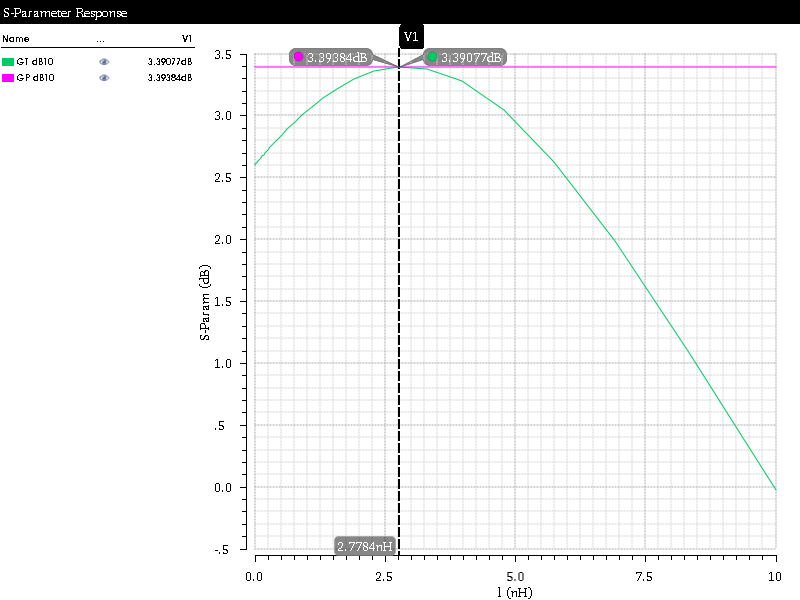 S-Parameter Response
Name ... V1
GT dB10 3.39077dB
GP dB10 3.39384dB
V1
3.39384dB 3.39077dB
3.5
3.0
2.5
2.0
1.5
1.0
.5
0.0
-.5
S-Param (dB)
2.7784nH
0.0 2.5 5.0 7.5 10
l (nH)